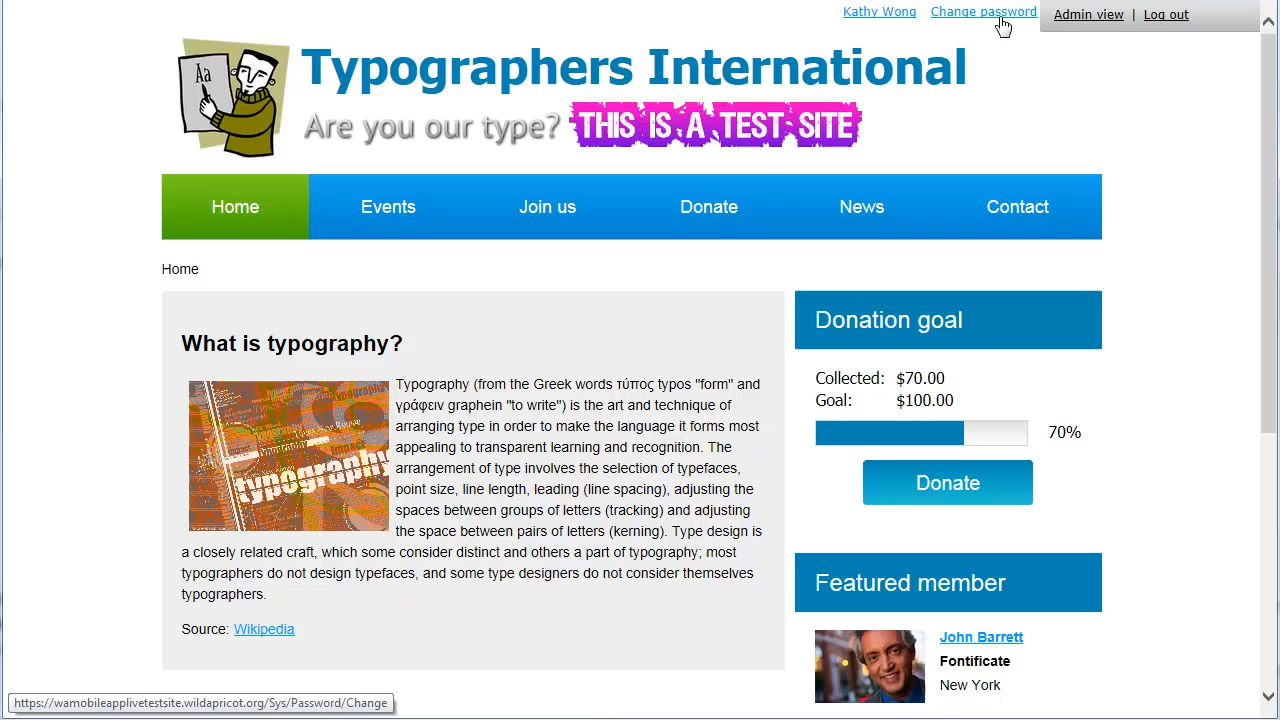 Kathy Wong Change password Admin view | Log out
Aa
Typographers International
Are you our type? THIS IS A TEST SITE
Home Events Join us Donate News Contact
Home
What is typography?
typography
Typography (from the Greek words τύπος typos "form" and
γράφειν graphein "to write") is the art and technique of
arranging type in order to make the language it forms most
appealing to transparent learning and recognition. The
arrangement of type involves the selection of typefaces,
point size, line length, leading (line spacing), adjusting the
spaces between groups of letters (tracking) and adjusting
the space between pairs of letters (kerning). Type design is
a closely related craft, which some consider distinct and others a part of typography; most
typographers do not design typefaces, and some type designers do not consider themselves
typographers.
Source: Wikipedia
Donation goal
Collected: $70.00
Goal: $100.00
70%
Donate
Featured member
John Barrett
Fontificate
New York
https://wamobileapplivetestsite.wildapricot.org/Sys/Password/Change